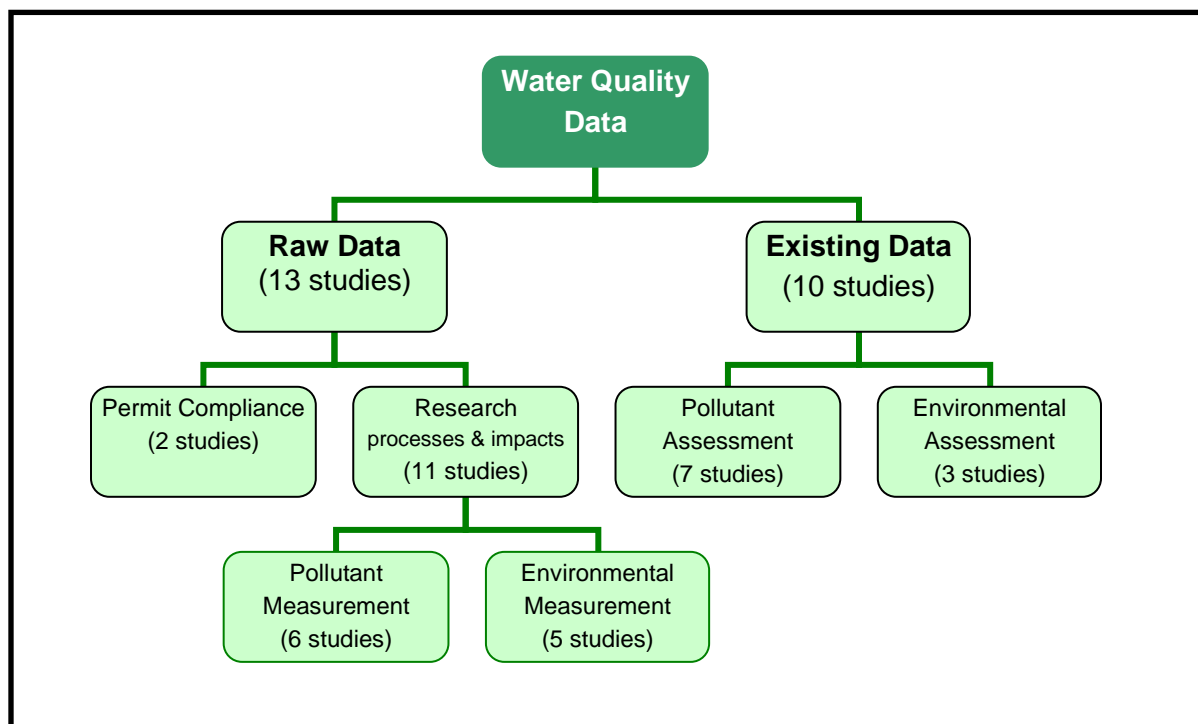 Water Quality
Data
Raw Data
(13 studies)
Existing Data
(10 studies)
Permit Compliance
(2 studies)
Research
processes & impacts
(11 studies)
Pollutant
Assessment
(7 studies)
Environmental
Assessment
(3 studies)
Pollutant
Measurement
(6 studies)
Environmental
Measurement
(5 studies)